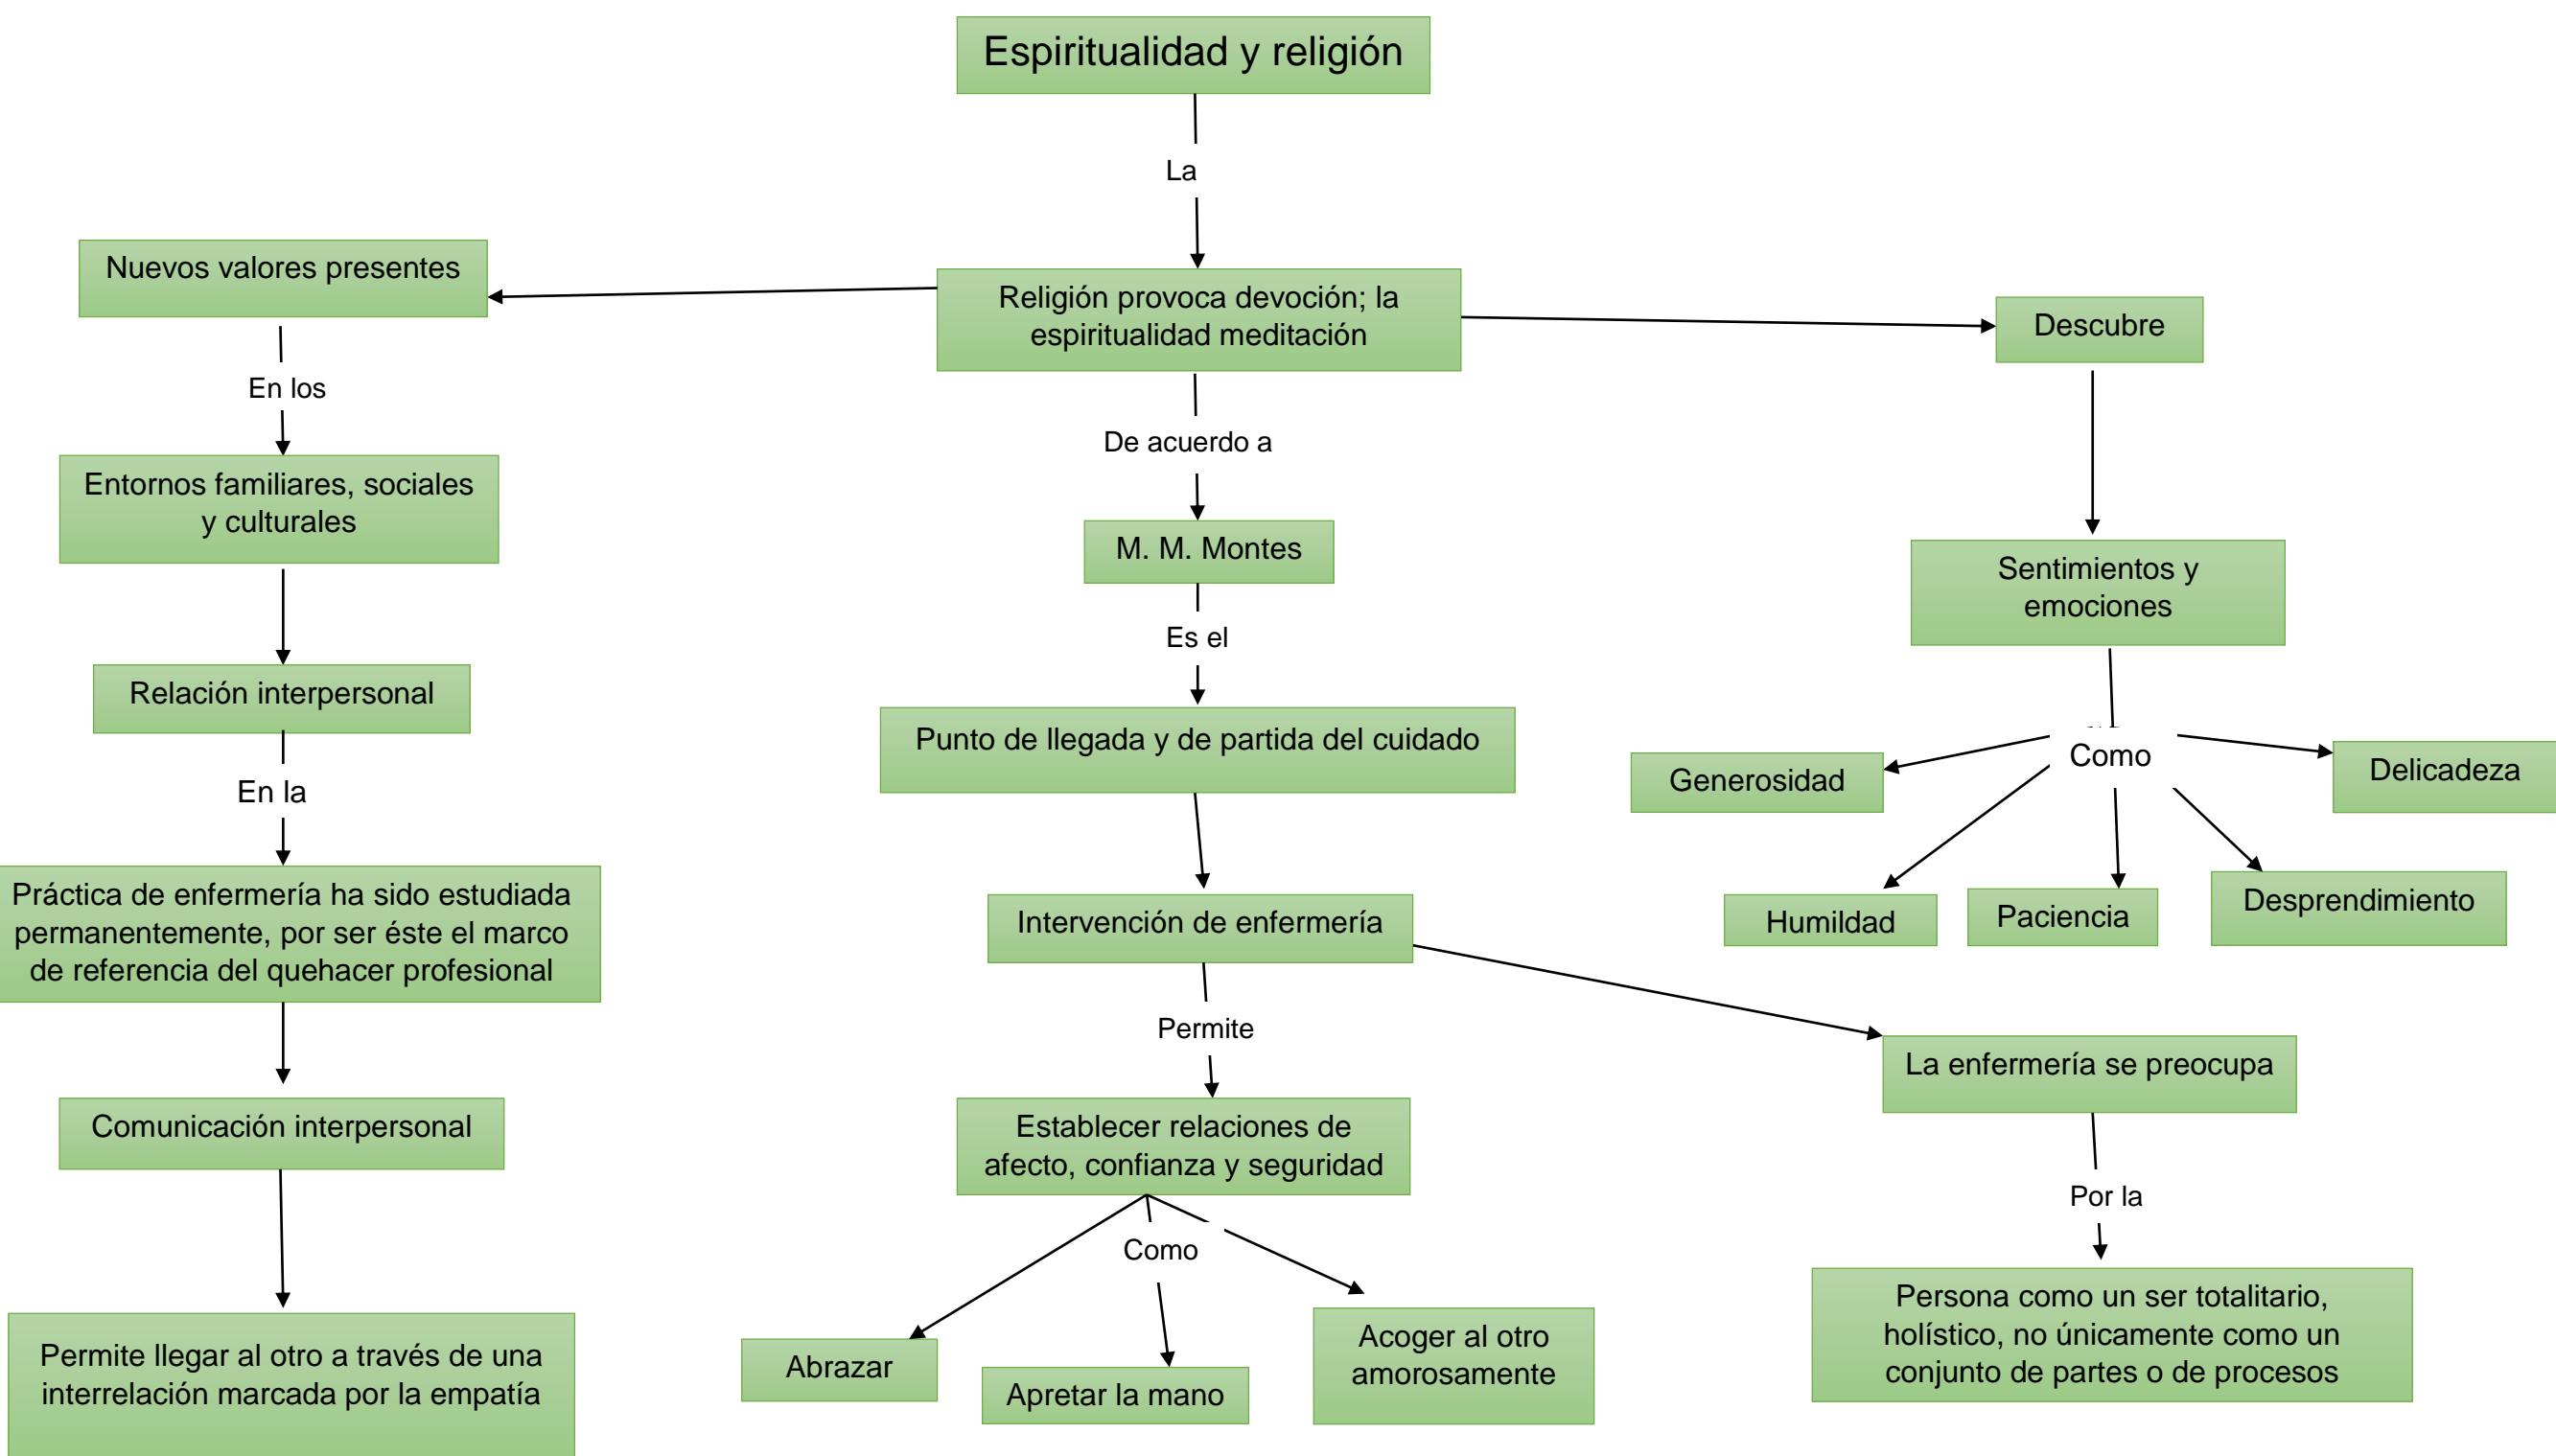 Espiritualidad y religión
La
Nuevos valores presentes
Religión provoca devoción; la
espiritualidad meditación
Descubre
En los
De acuerdo a
Entornos familiares, sociales
y culturales
M. M. Montes
Sentimientos y
emociones
Es el
Relación interpersonal
Punto de llegada y de partida del cuidado
Como
Generosidad
Delicadeza
En la
Práctica de enfermería ha sido estudiada
permanentemente, por ser éste el marco
de referencia del quehacer profesional
Intervención de enfermería
Humildad
Paciencia
Desprendimiento
Permite
La enfermería se preocupa
Comunicación interpersonal
Establecer relaciones de
afecto, confianza y seguridad
Por la
Como
Permite llegar al otro a través de una
interrelación marcada por la empatía
Abrazar
Apretar la mano
Acoger al otro
amorosamente
Persona como un ser totalitario,
holístico, no únicamente como un
conjunto de partes o de procesos